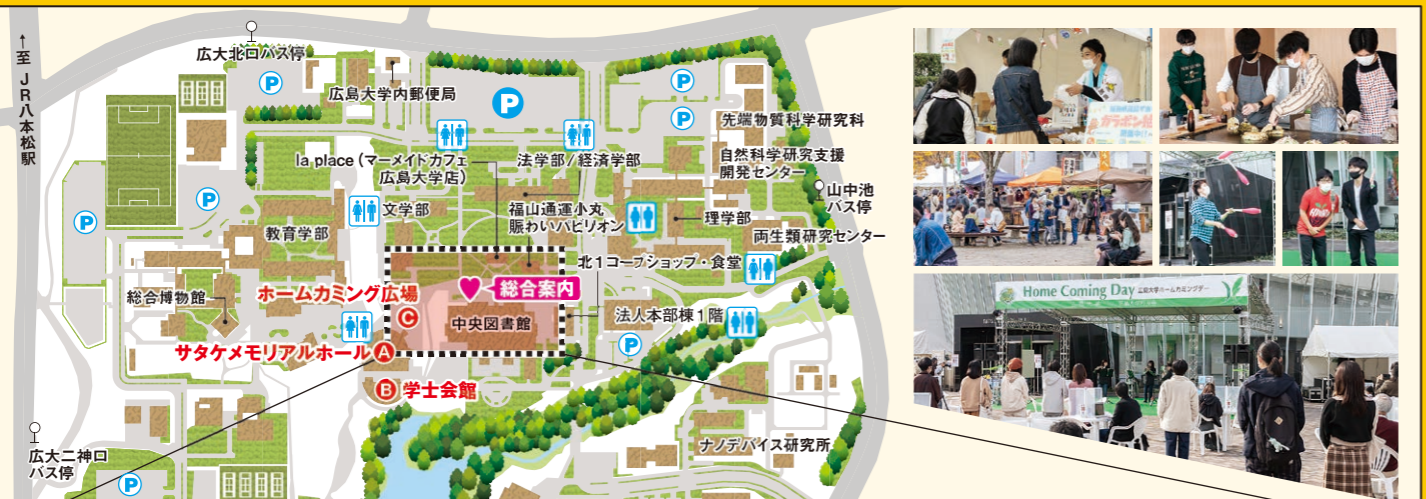 ↑至 JR八本松駅
広大北口バス停
P
広島大学内郵便局
P
P
P
先端物質科学研究科
la place（マーメイドカフェ
広島大学店）
法学部/経済学部
自然科学研究支援
開発センター
山中池
バス停
P
P
文学部
福山通運小丸
賑わいパビリオン
理学部
教育学部
両生類研究センター
北1コープショップ・食堂
総合案内
ホームカミング広場
C
総合博物館
中央図書館
法人本部棟1階
サタケメモリアルホール
A
P
B
学士会館
ナノデバイス研究所
広大二神口
バス停
P
ガラポン
Home Coming Day 広島大学ホームカミングデー